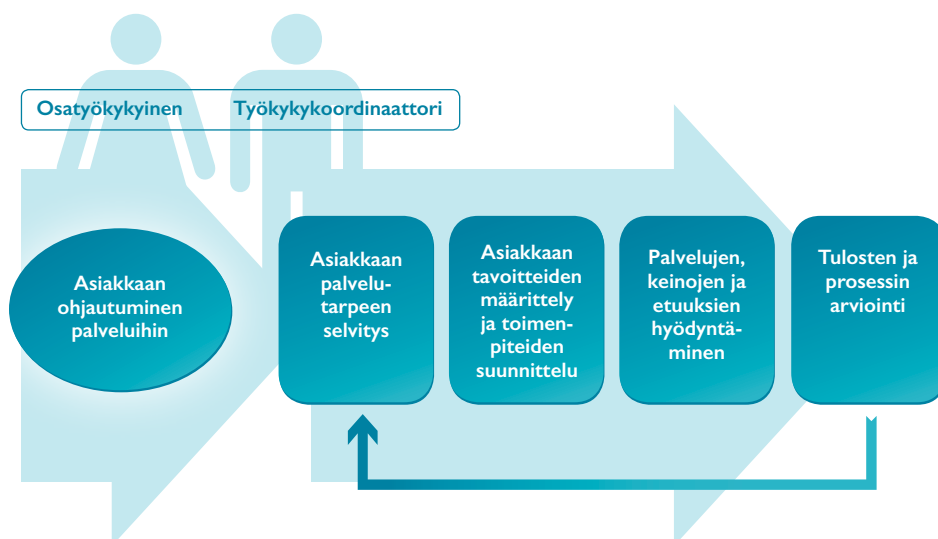 Osatyökykyinen Työkykykoordinaattori
Asiakkaan
ohjautuminen
palveluihin
Asiakkaan
palvelu-
tarpeen
selvitys
Asiakkaan
tavoitteiden
määrittely
ja toimen-
piteiden
suunnittelu
Palvelujen,
keinojen ja
etuuksien
hyödyntä-
minen
Tulosten ja
prosessin
arviointi